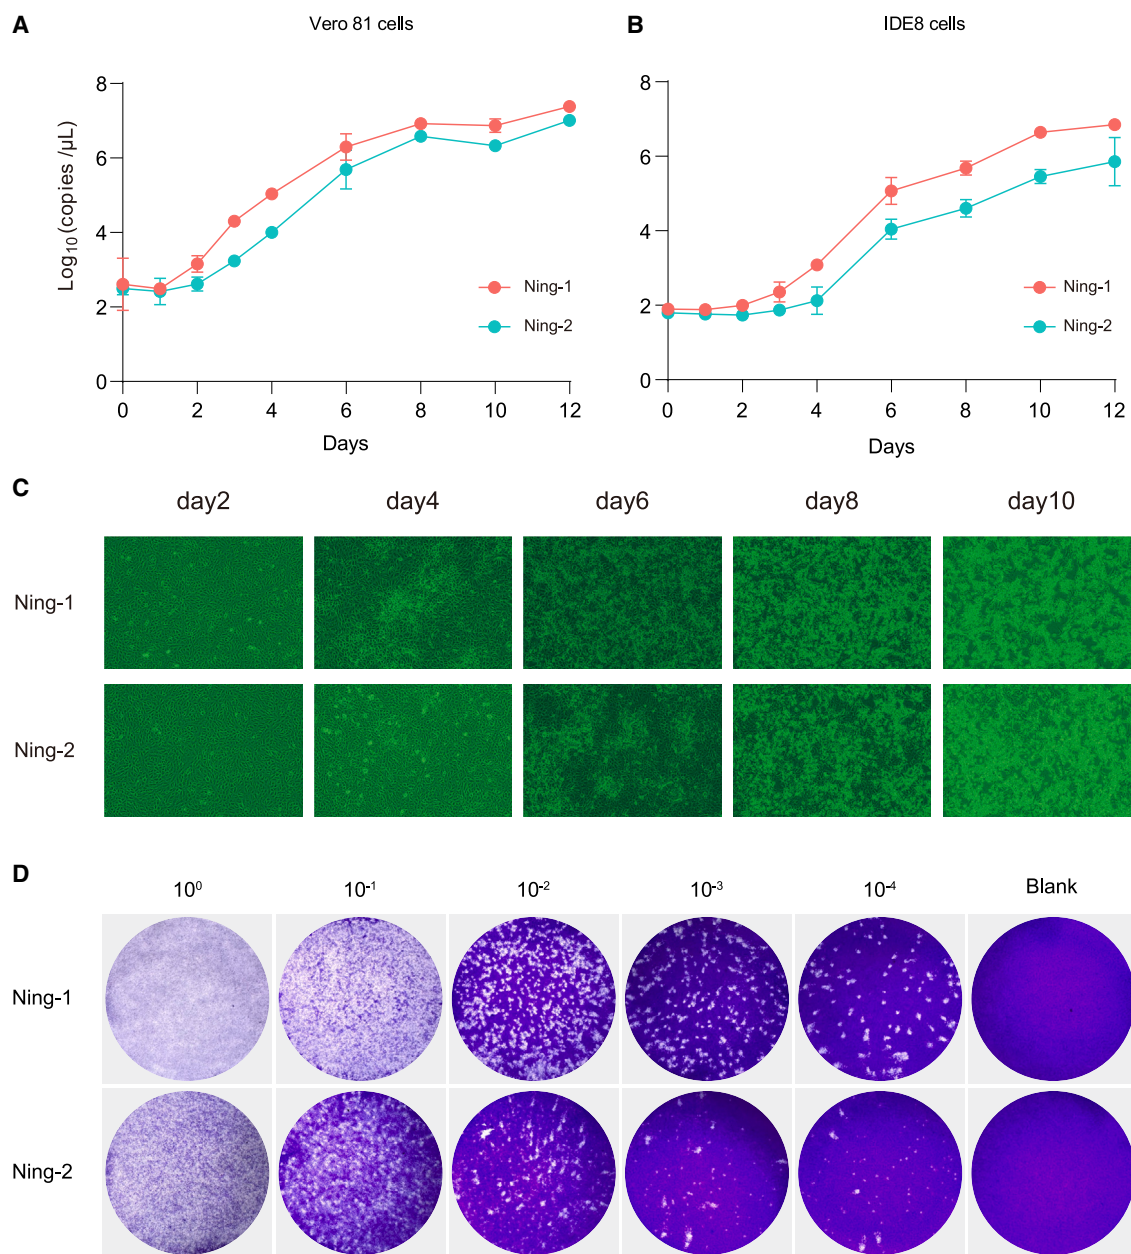 A
Vero 81 cells
B
IDE8 cells
8
6
4
2
0
Log₁₀(copies /μL)
Ning-1
Ning-2
0 2 4 6 8 10 12
Days
8
6
4
2
0
Ning-1
Ning-2
0 2 4 6 8 10 12
Days
C
day2 day4 day6 day8 day10
Ning-1
Ning-2
D
10⁰ 10⁻¹ 10⁻² 10⁻³ 10⁻⁴ Blank
Ning-1
Ning-2